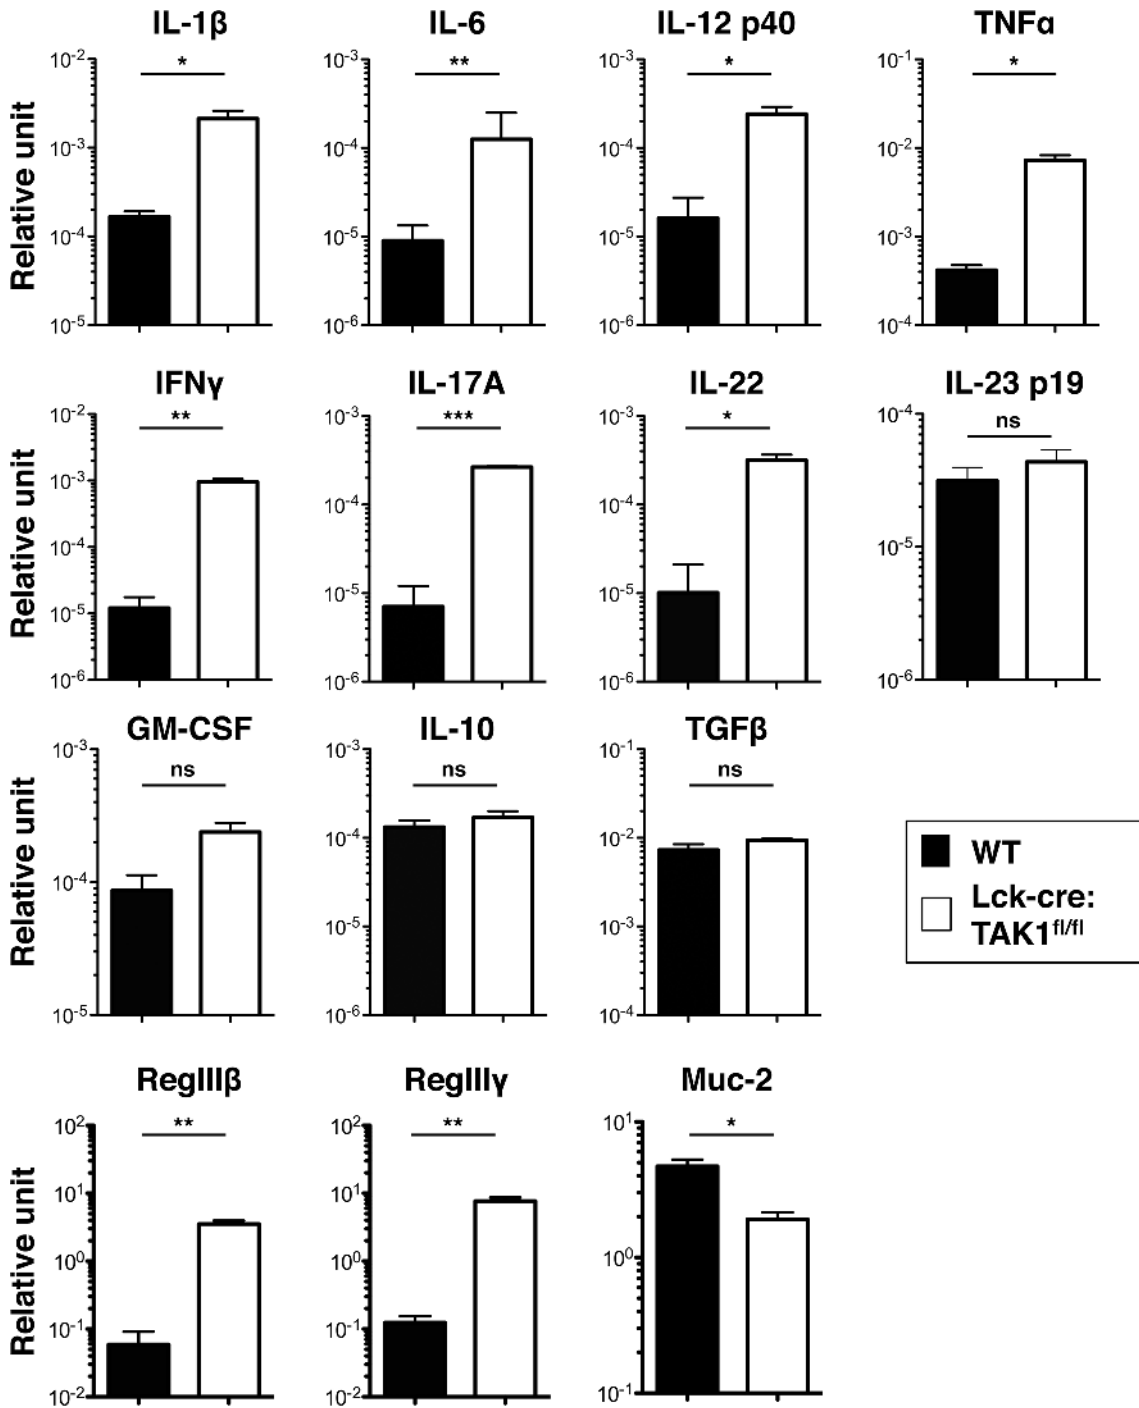 IL-1β IL-6 IL-12 p40 TNFα
* ** * *
Relative unit
10-2 10-3 10-4 10-5
10-3 10-4 10-5 10-6
10-3 10-4 10-5 10-6
10-1 10-2 10-3 10-4
IFNγ IL-17A IL-22 IL-23 p19
** *** * ns
Relative unit
10-2 10-3 10-4 10-5 10-6
10-3 10-4 10-5 10-6
10-3 10-4 10-5 10-6
10-4 10-5 10-6
GM-CSF IL-10 TGFβ
ns ns ns
Relative unit
10-3 10-4 10-5
10-3 10-4 10-5 10-6
10-1 10-2 10-3 10-4
WT
Lck-cre:
TAK1fl/fl
RegIIIβ RegIIIγ Muc-2
** ** *
Relative unit
102 101 100 10-1 10-2
102 101 100 10-1 10-2
101 100 10-1